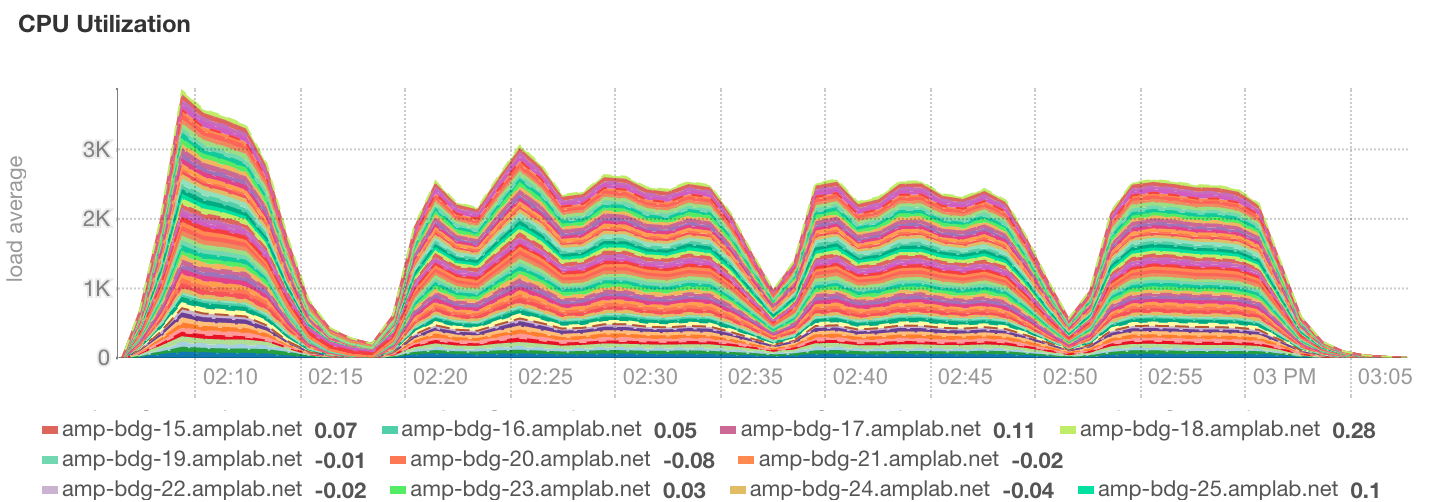 CPU Utilization
load average
3K
2K
1K
0
02:10 02:15 02:20 02:25 02:30 02:35 02:40 02:45 02:50 02:55 03 PM 03:05
amp-bdg-15.amplab.net 0.07 amp-bdg-16.amplab.net 0.05 amp-bdg-17.amplab.net 0.11 amp-bdg-18.amplab.net 0.28
amp-bdg-19.amplab.net -0.01 amp-bdg-20.amplab.net -0.08 amp-bdg-21.amplab.net -0.02
amp-bdg-22.amplab.net -0.02 amp-bdg-23.amplab.net 0.03 amp-bdg-24.amplab.net -0.04 amp-bdg-25.amplab.net 0.1